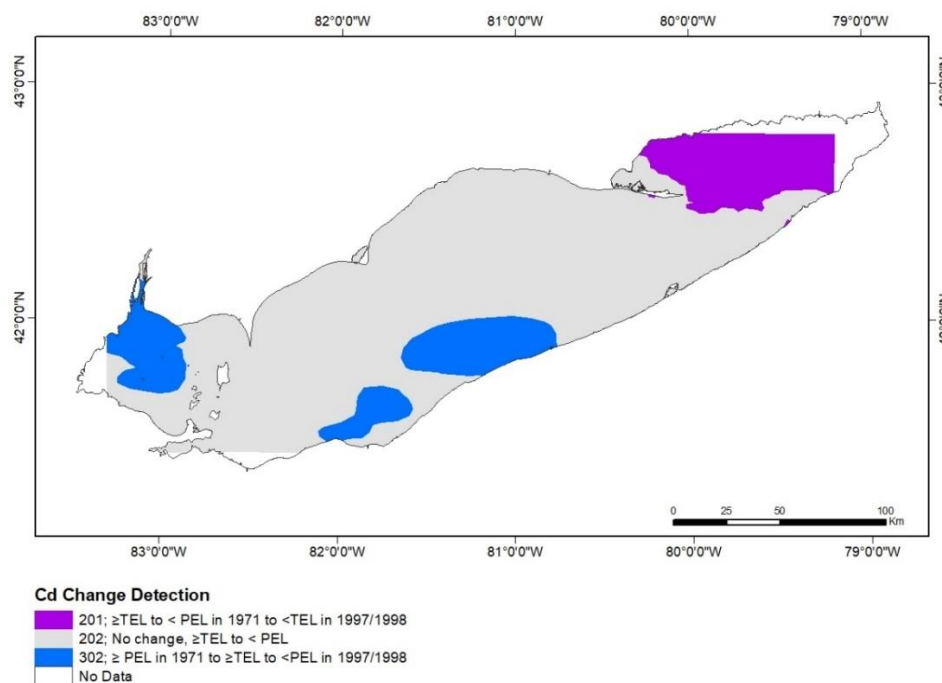 83°0'0"W 82°0'0"W 81°0'0"W 80°0'0"W 79°0'0"W
43°0'0"N
42°0'0"N
0 25 50 100
Km
83°0'0"W 82°0'0"W 81°0'0"W 80°0'0"W 79°0'0"W
Cd Change Detection
201; ≥TEL to < PEL in 1971 to <TEL in 1997/1998
202; No change, ≥TEL to < PEL
302; ≥ PEL in 1971 to ≥TEL to <PEL in 1997/1998
No Data